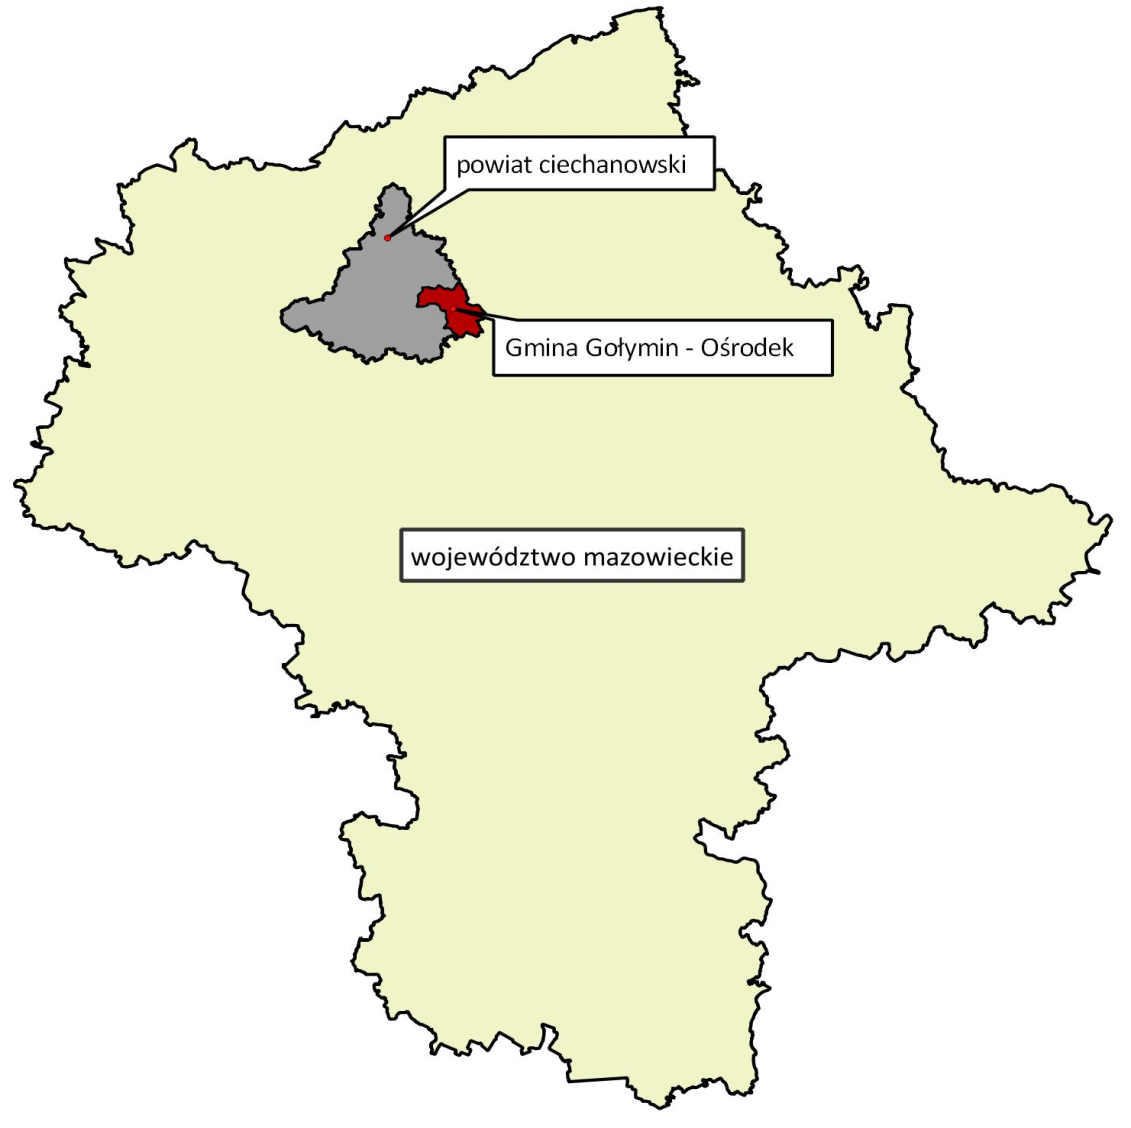 powiat ciechanowski
Gmina Gołymin - Ośrodek
województwo mazowieckie